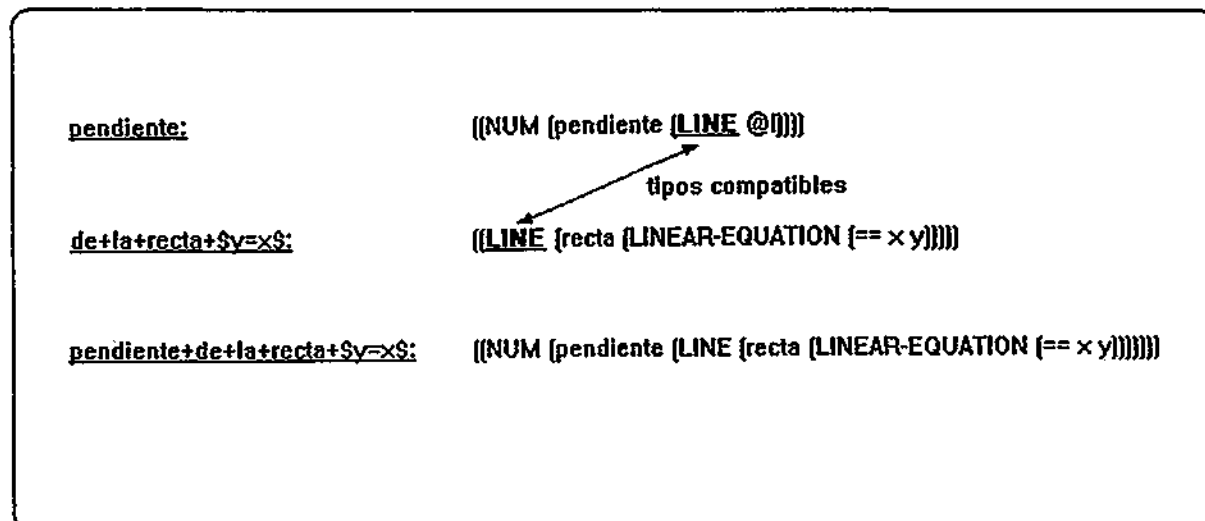 pendiente: ((NUM (pendiente (LINE @l))))
tipos compatibles
de+la+recta+$y=x$: ((LINE (recta (LINEAR-EQUATION (== x y)))))
pendiente+de+la+recta+$y=x$: ((NUM (pendiente (LINE (recta (LINEAR-EQUATION (== x y)))))))